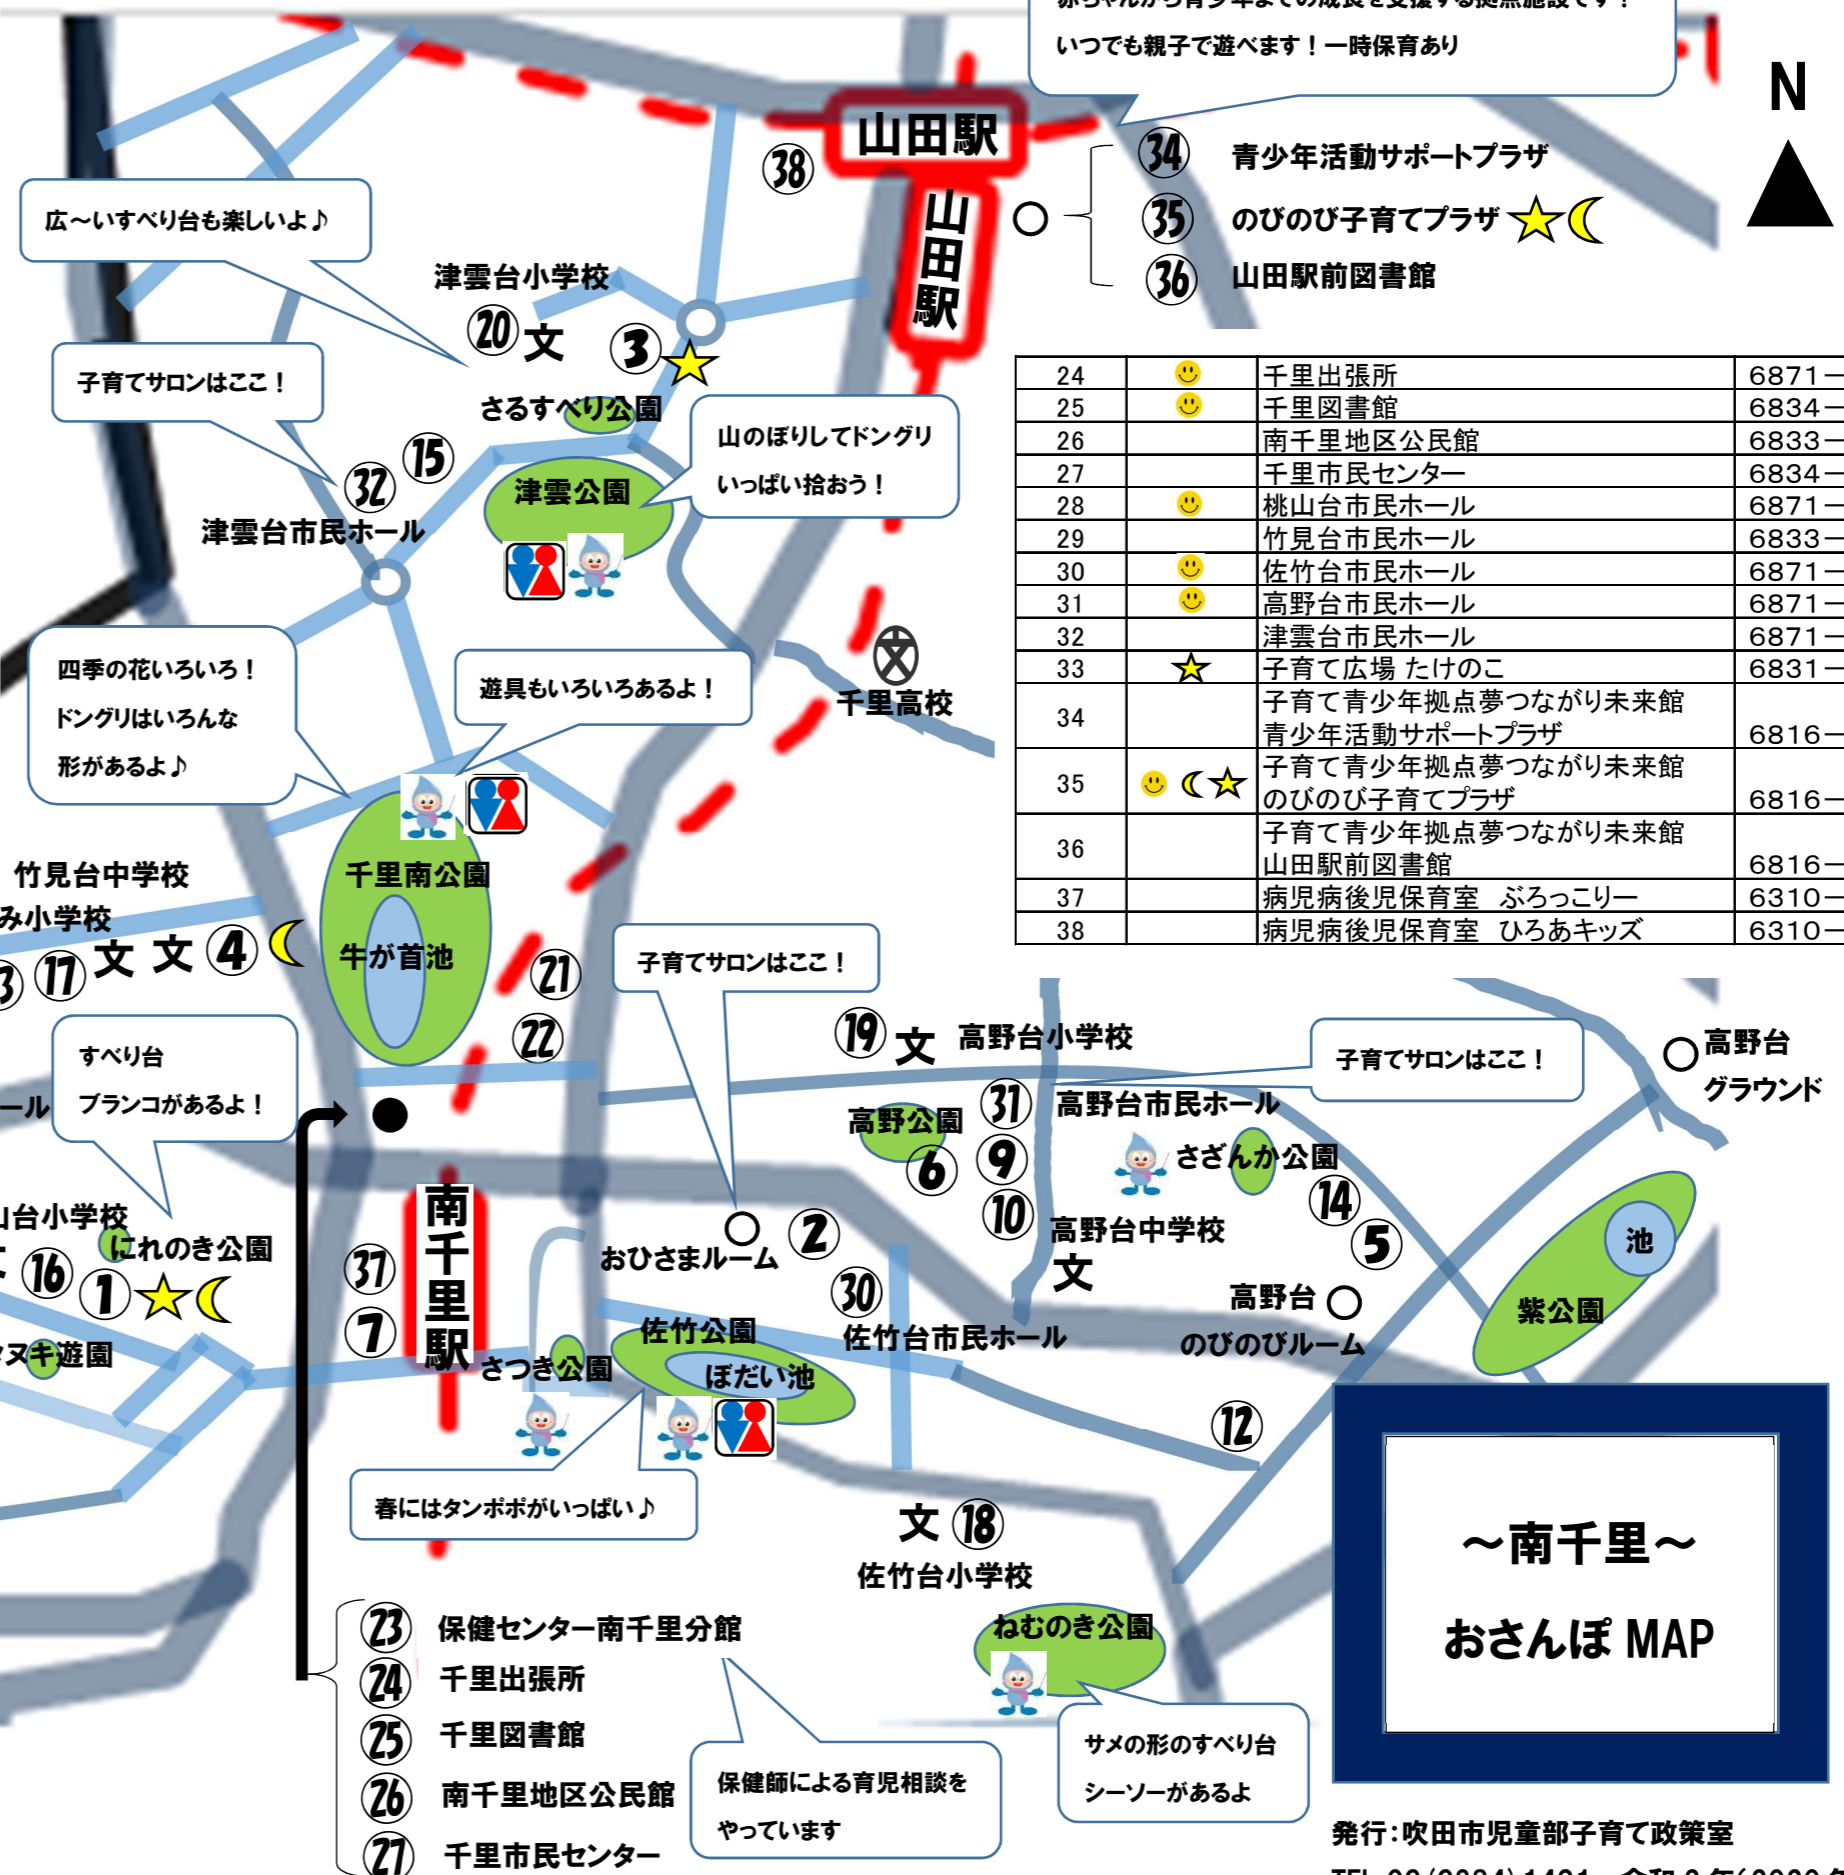 いつでも親子で遊べます！一時保育あり
N
山田駅
山田駅
38
34 青少年活動サポートプラザ
35 のびのび子育てプラザ
36 山田駅前図書館
広～いすべり台も楽しいよ♪
津雲台小学校
20 文 3
子育てサロンはここ！
さるすべり公園
山のぼりしてドングリ
いっぱい拾おう！
15
32
津雲公園
津雲台市民ホール
24 千里出張所 6871－
25 千里図書館 6834－
26 南千里地区公民館 6833－
27 千里市民センター 6834－
28 桃山台市民ホール 6871－
29 竹見台市民ホール 6833－
30 佐竹台市民ホール 6871－
31 高野台市民ホール 6871－
32 津雲台市民ホール 6871－
33 子育て広場 たけのこ 6831－
34 子育て青少年拠点夢つながり未来館
青少年活動サポートプラザ 6816－
35 子育て青少年拠点夢つながり未来館
のびのび子育てプラザ 6816－
36 子育て青少年拠点夢つながり未来館
山田駅前図書館 6816－
37 病児病後児保育室 ぶろっこりー 6310－
38 病児病後児保育室 ひろあキッズ 6310－
四季の花いろいろ！
ドングリはいろんな
形があるよ♪
遊具もいろいろあるよ！
文
千里高校
竹見台中学校
み小学校
千里南公園
3 17 文 文 4
牛が首池
21
22
子育てサロンはここ！
19 文 高野台小学校
子育てサロンはここ！
高野台
グラウンド
すべり台
ブランコがあるよ！
ール
高野公園
6
31 高野台市民ホール
9
10
さざんか公園
14
5
高野台中学校
文
台小学校
にれのき公園
16 1
ヌキ遊園
37
7
南千里駅
おひさまルーム 2
30
佐竹台市民ホール
高野台
のびのびルーム
池
紫公園
さつき公園
佐竹公園
ぼだい池
12
春にはタンポポがいっぱい♪
文 18
佐竹台小学校
ねむのき公園
サメの形のすべり台
シーソーがあるよ
～南千里～
おさんぽ MAP
23 保健センター南千里分館
24 千里出張所
25 千里図書館
26 南千里地区公民館
27 千里市民センター
保健師による育児相談を
やっています
発行：吹田市児童部子育て政策室